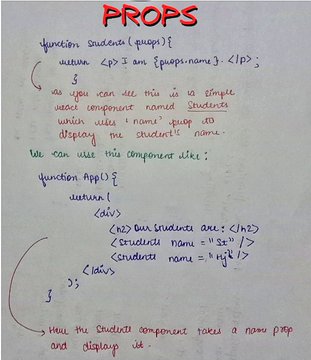 PROPS
function Students(props){
return <p> I am {props.name}. </p>;
}
As you can see this is a simple
react component named Students
which uses 'name' prop to
display the student's name.
We can use this component like:
function App(){
return(
<div>
<h2> Our students are: </h2>
<Students name = "St" />
<Students name = "Hj" />
</div>
);
}
Here the Students component takes a name prop
and displays it.